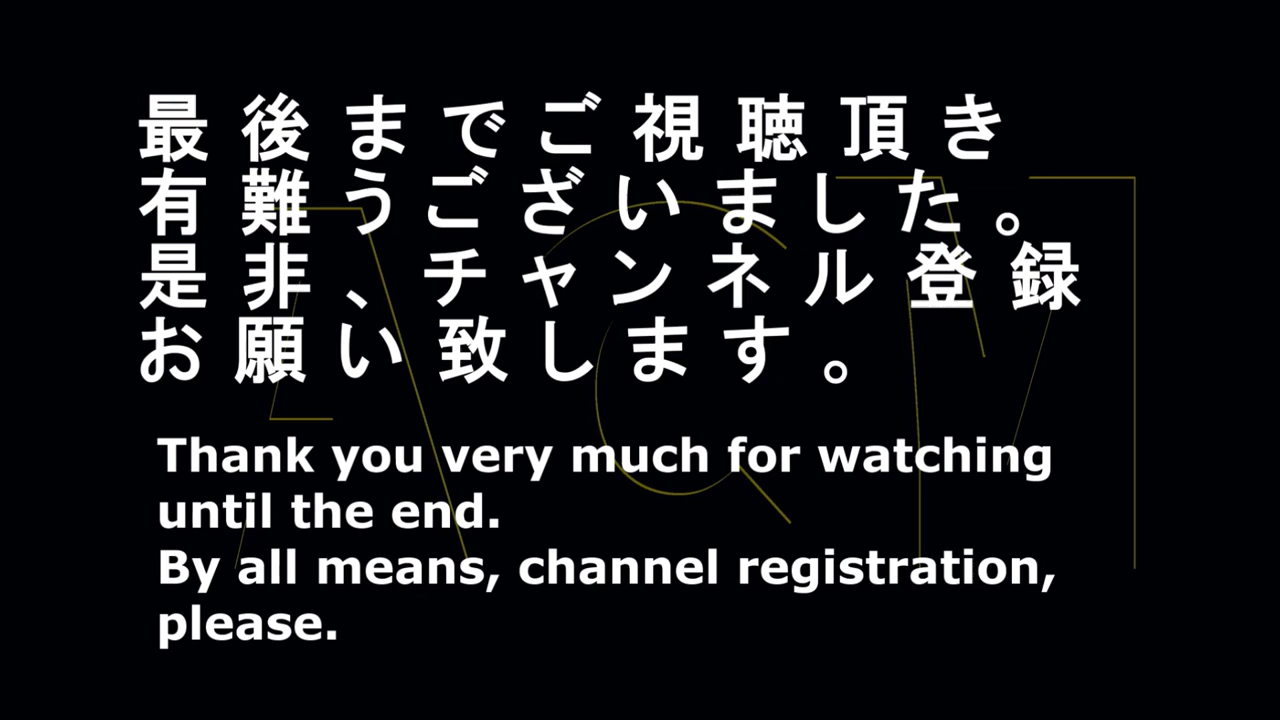 最後までご視聴頂き
有難うございました。
是非、チャンネル登録
お願い致します。
Thank you very much for watching
until the end.
By all means, channel registration,
please.